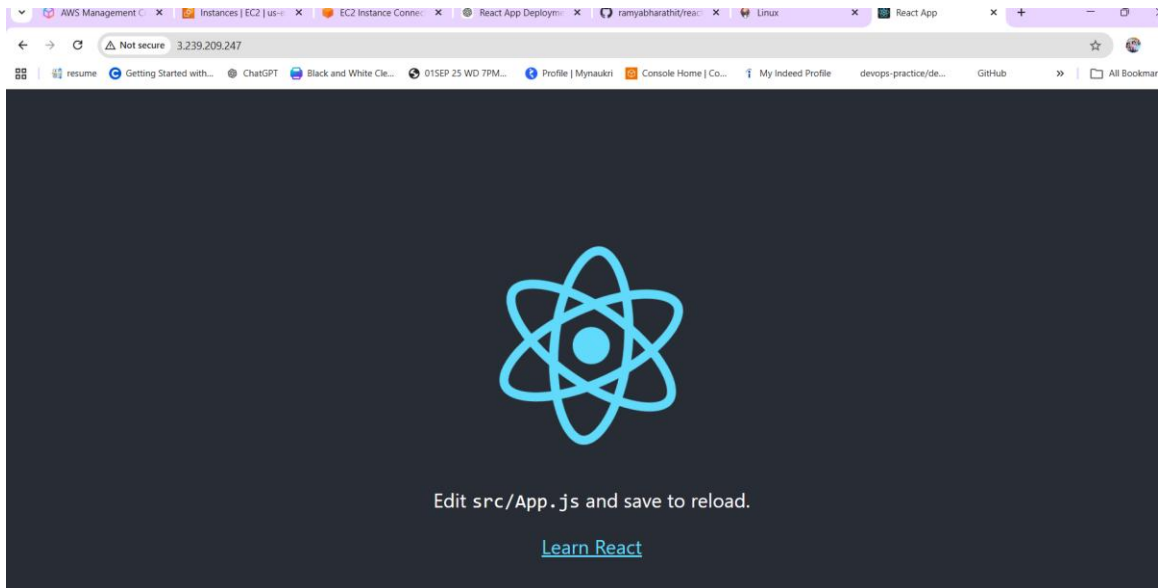 AWS Management C Instances | EC2 | us-e EC2 Instance Connec React App Deployme ramyabharathit/reac Linux React App
Not secure 3.239.209.247
resume Getting Started with... ChatGPT Black and White Cle... 01SEP 25 WD 7PM... Profile | Mynaukri Console Home | Co... My Indeed Profile devops-practice/de... GitHub » All Bookmar
Edit src/App.js and save to reload.
Learn React